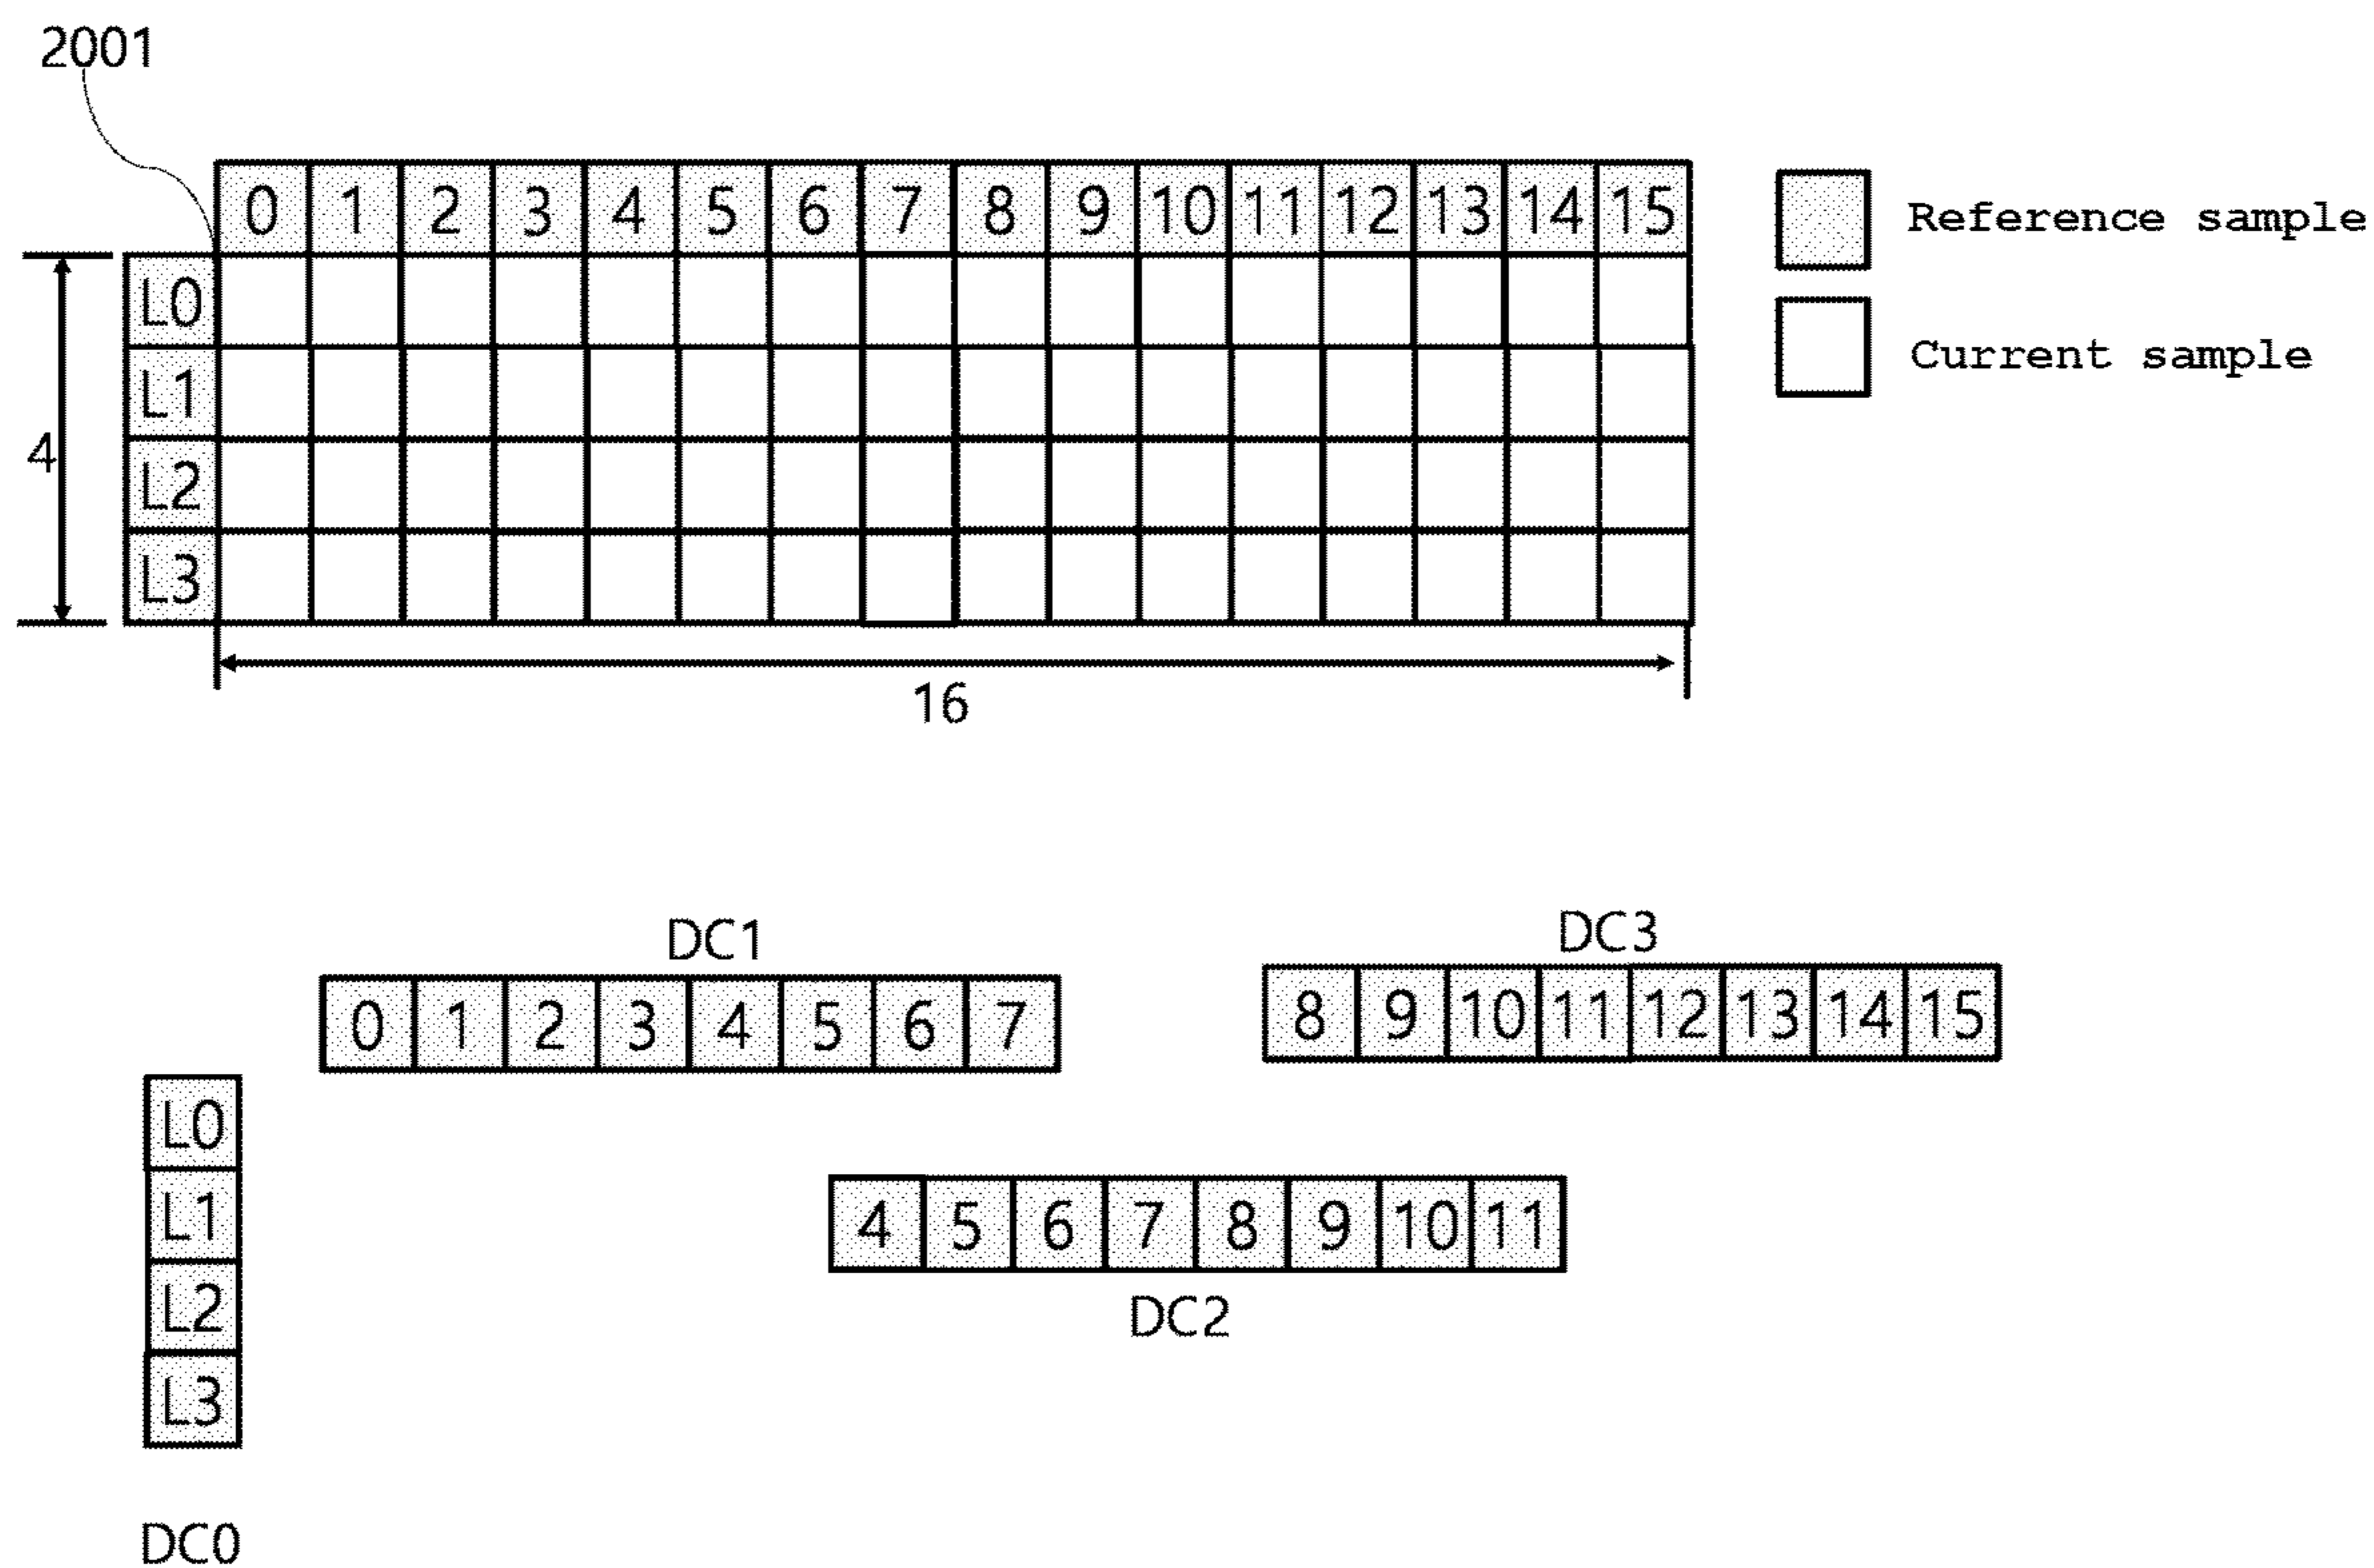 2001
0 1 2 3 4 5 6 7 8 9 10 11 12 13 14 15
Reference sample
L0
Current sample
L1
4
L2
L3
16
DC1
DC3
0 1 2 3 4 5 6 7
8 9 10 11 12 13 14 15
L0
L1
4 5 6 7 8 9 10 11
L2
DC2
L3
DC0